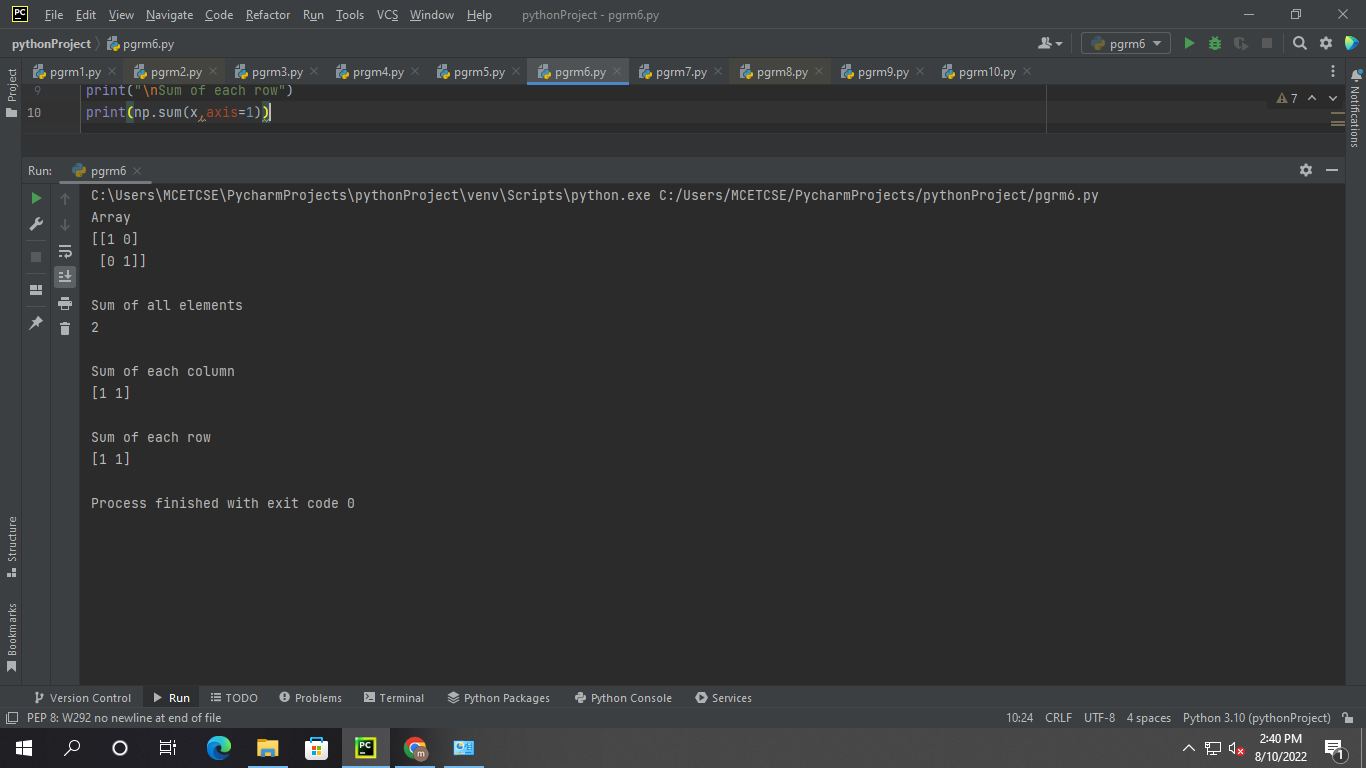 PC File Edit View Navigate Code Refactor Run Tools VCS Window Help pythonProject - pgrm6.py
pythonProject pgrm6.py pgrm6
pgrm1.py pgrm2.py pgrm3.py prgm4.py pgrm5.py pgrm6.py pgrm7.py pgrm8.py pgrm9.py pgrm10.py
Project
Notifications
9 print("\nSum of each row")
10 print(np.sum(x,axis=1))
7
Run: pgrm6
C:\Users\MCETCSE\PycharmProjects\pythonProject\venv\Scripts\python.exe C:/Users/MCETCSE/PycharmProjects/pythonProject/pgrm6.py
Array
[[1 0]
[0 1]]
Sum of all elements
2
Sum of each column
[1 1]
Sum of each row
[1 1]
Process finished with exit code 0
Structure
Bookmarks
Version Control Run TODO Problems Terminal Python Packages Python Console Services
PEP 8: W292 no newline at end of file 10:24 CRLF UTF-8 4 spaces Python 3.10 (pythonProject)
PC m 2:40 PM
8/10/2022 1